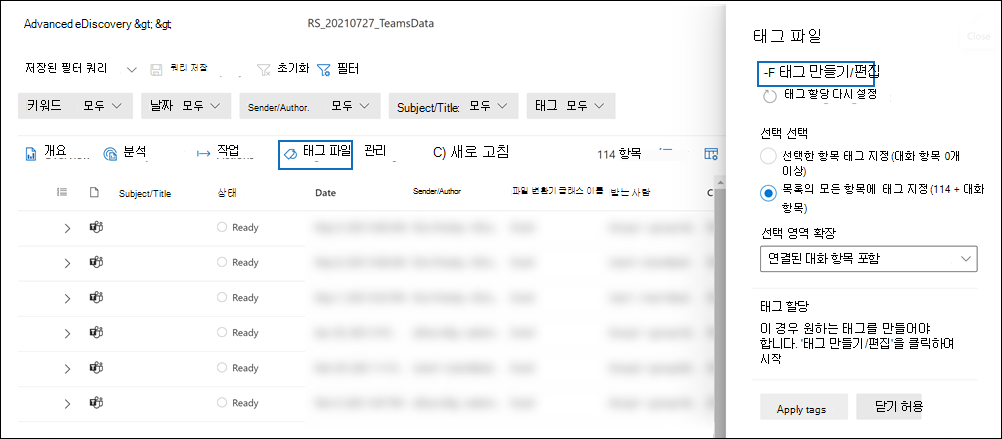 Advanced eDiscovery &gt; &gt;
RS_20210727_TeamsData
저장된 필터 쿼리
쿼리 저장
초기화
필터
키워드 모두
날짜 모두
Sender/Author. 모두
Subject/Title: 모두
태그 모두
개요
분석
작업
태그 파일
관리
C) 새로 고침
114 항목
Subject/Title
상태
Date
Sender/Author
파일 변환기 클래스 이름
받는 사람
C
Ready
Ready
Ready
Ready
Ready
Ready
태그 파일
Close
-F 태그 만들기/편집
태그 할당 다시 설정
선택 선택
선택한 항목 태그 지정(대화 항목 0개
이상)
목록의 모든 항목에 태그 지정(114 + 대화
항목)
선택 영역 확장
연결된 대화 항목 포함
태그 할당
이 경우 원하는 태그를 만들어야
합니다. '태그 만들기/편집'을 클릭하여
시작
Apply tags
닫기 허용